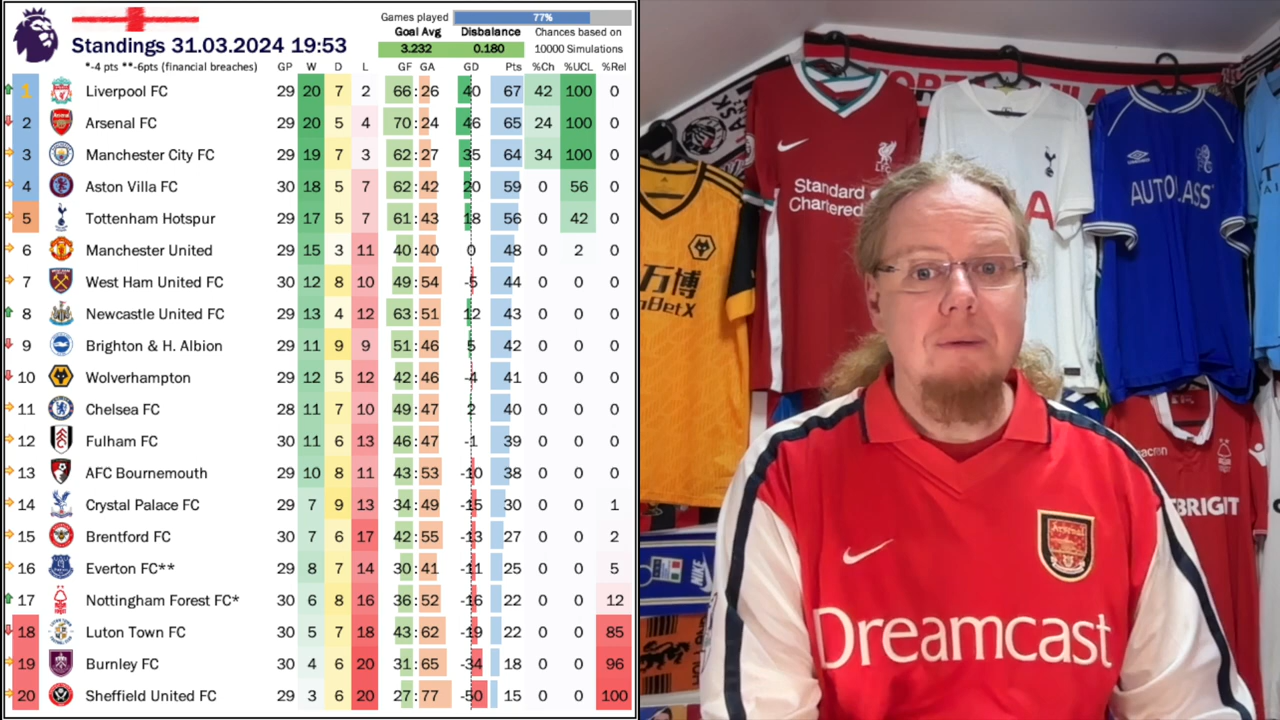 Games played 77%
Goal Avg Disbalance Chances based on
Standings 31.03.2024 19:53 3.232 0.180 10000 Simulations
*-4 pts **-6pts (financial breaches) GP W D L GF GA GD Pts %Ch %UCL %Rel
1 Liverpool FC 29 20 7 2 66:26 40 67 42 100 0
2 Arsenal FC 29 20 5 4 70:24 46 65 24 100 0
3 Manchester City FC 29 19 7 3 62:27 35 64 34 100 0
4 Aston Villa FC 30 18 5 7 62:42 20 59 0 56 0
5 Tottenham Hotspur 29 17 5 7 61:43 18 56 0 42 0
6 Manchester United 29 15 3 11 40:40 0 48 0 2 0
7 West Ham United FC 30 12 8 10 49:54 -5 44 0 0 0
8 Newcastle United FC 29 13 4 12 63:51 12 43 0 0 0
9 Brighton & H. Albion 29 11 9 9 51:46 5 42 0 0 0
10 Wolverhampton 29 12 5 12 42:46 -4 41 0 0 0
11 Chelsea FC 28 11 7 10 49:47 2 40 0 0 0
12 Fulham FC 30 11 6 13 46:47 -1 39 0 0 0
13 AFC Bournemouth 29 10 8 11 43:53 -10 38 0 0 0
14 Crystal Palace FC 29 7 9 13 34:49 -15 30 0 0 1
15 Brentford FC 30 7 6 17 42:55 -13 27 0 0 2
16 Everton FC** 29 8 7 14 30:41 -11 25 0 0 5
17 Nottingham Forest FC* 30 6 8 16 36:52 -16 22 0 0 12
18 Luton Town FC 30 5 7 18 43:62 -19 22 0 0 85
19 Burnley FC 30 4 6 20 31:65 -34 18 0 0 96
20 Sheffield United FC 29 3 6 20 27:77 -50 15 0 0 100
Standard
Chartered
A
AUTOGLASS
万博
BetX
BRIGIT
NIKE
Arsenal
Dreamcast